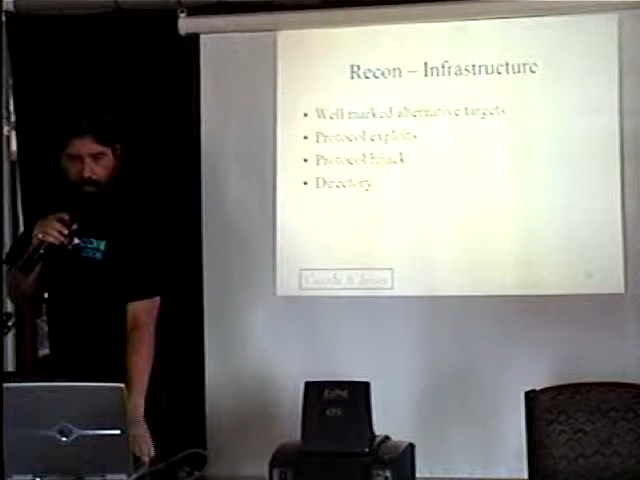 Recon – Infrastructure
• Well marked alternative targets
• Protocol exploits
• Protocol hijack
• Directory